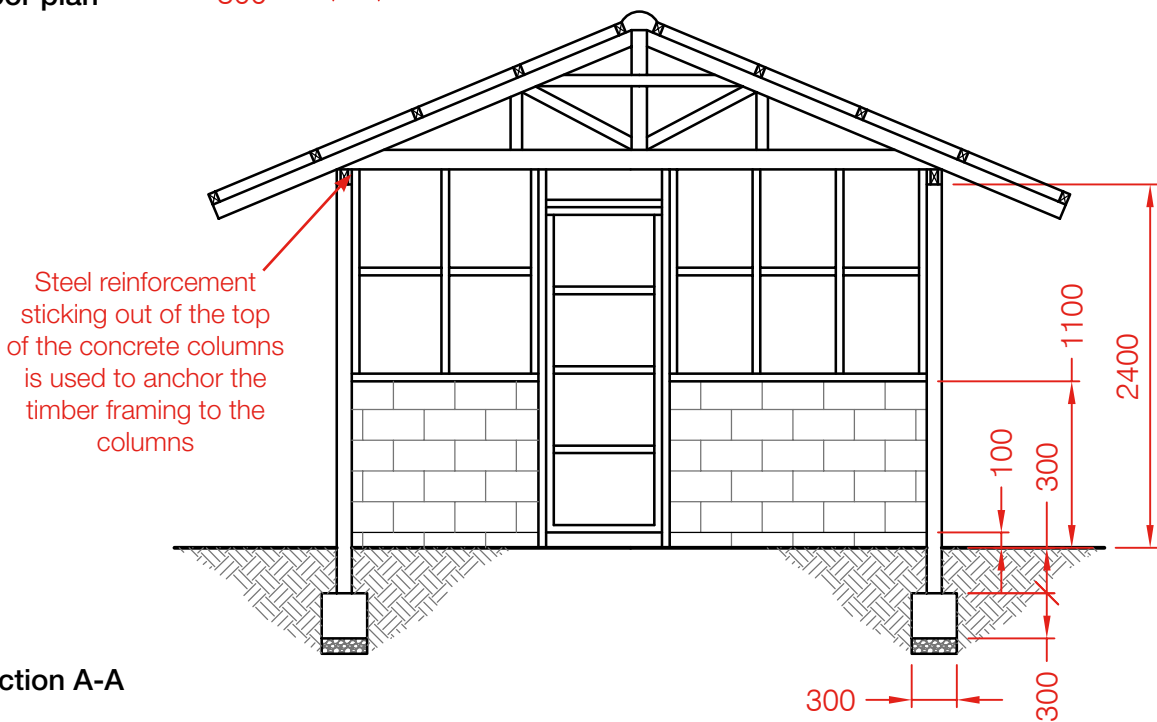 Steel reinforcement
sticking out of the top
of the concrete columns
is used to anchor the
timber framing to the
columns
1100
2400
100
300
300
300